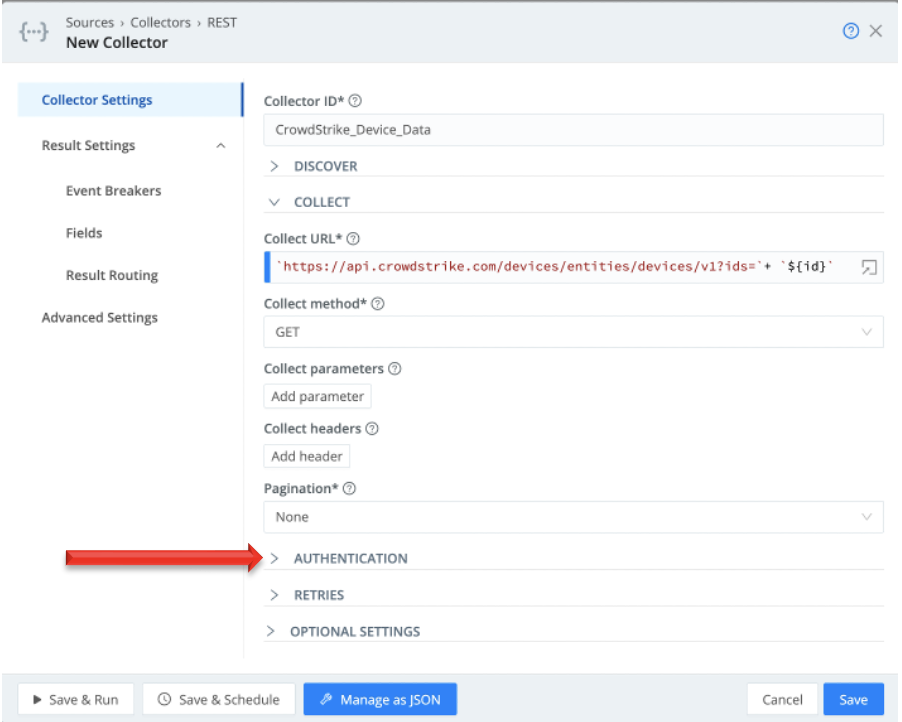 Sources › Collectors › REST
New Collector
Collector Settings
Result Settings
Event Breakers
Fields
Result Routing
Advanced Settings
Collector ID*
CrowdStrike_Device_Data
DISCOVER
COLLECT
Collect URL*
`https://api.crowdstrike.com/devices/entities/devices/v1?ids=`+ `${id}`
Collect method*
GET
Collect parameters
Add parameter
Collect headers
Add header
Pagination*
None
AUTHENTICATION
RETRIES
OPTIONAL SETTINGS
Save & Run
Save & Schedule
Manage as JSON
Cancel
Save